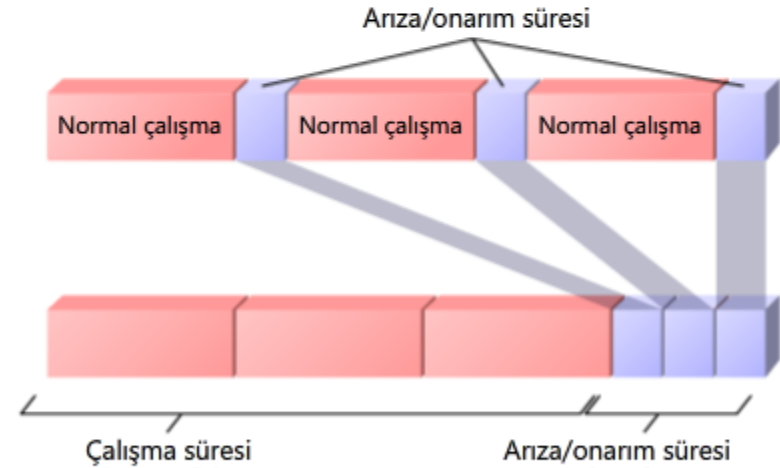 Arıza/onarım süresi
Normal çalışma Normal çalışma Normal çalışma
Çalışma süresi Arıza/onarım süresi